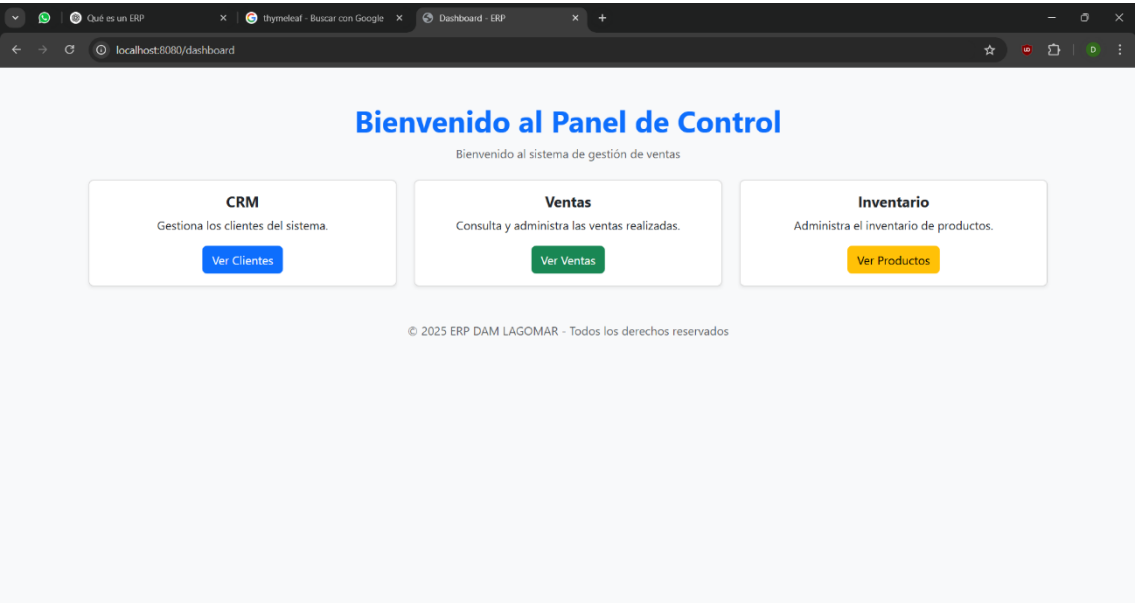 Qué es un ERP
thymeleaf - Buscar con Google
Dashboard - ERP
localhost:8080/dashboard
D
Bienvenido al Panel de Control
Bienvenido al sistema de gestión de ventas
CRM
Gestiona los clientes del sistema.
Ver Clientes
Ventas
Consulta y administra las ventas realizadas.
Ver Ventas
Inventario
Administra el inventario de productos.
Ver Productos
© 2025 ERP DAM LAGOMAR - Todos los derechos reservados